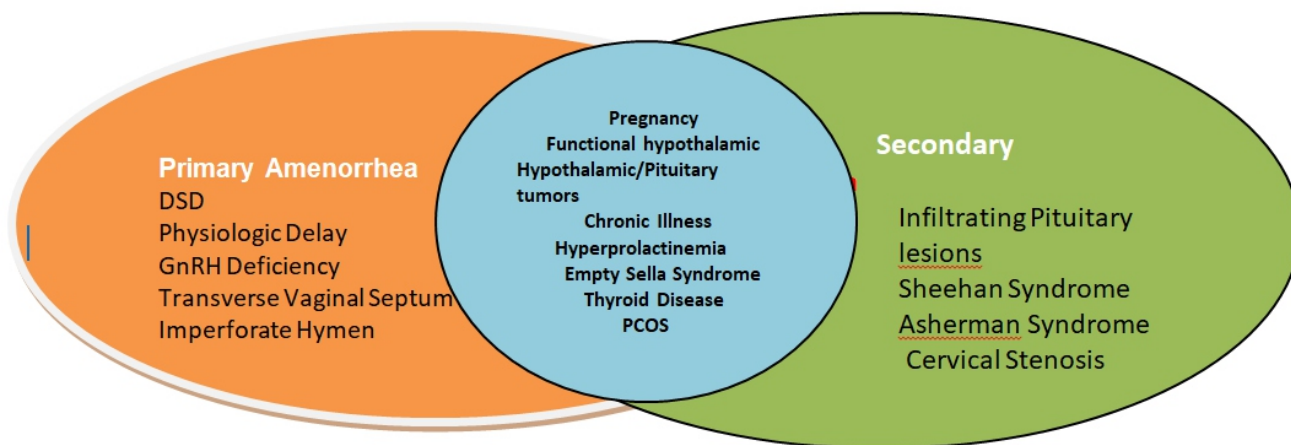 Primary Amenorrhea
DSD
Physiologic Delay
GnRH Deficiency
Transverse Vaginal Septum
Imperforate Hymen
Pregnancy
Functional hypothalamic
Hypothalamic/Pituitary
tumors
Chronic Illness
Hyperprolactinemia
Empty Sella Syndrome
Thyroid Disease
PCOS
Secondary
Infiltrating Pituitary
lesions
Sheehan Syndrome
Asherman Syndrome
Cervical Stenosis